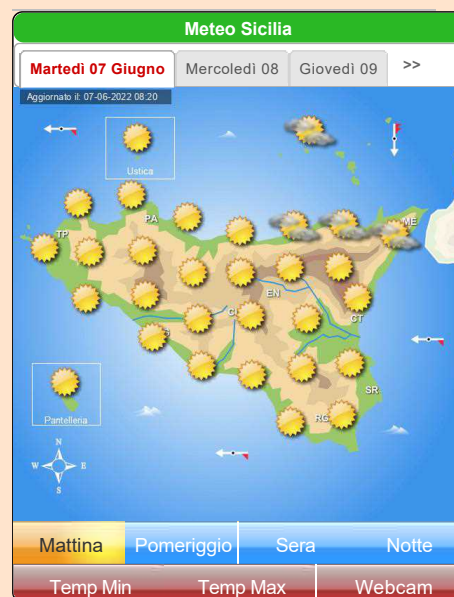 Meteo Sicilia
Martedì 07 Giugno Mercoledì 08 Giovedì 09 >>
Aggiornato il: 07-06-2022 08:20
Ustica
PA
ME
TP
EN
CL
CT
SR
RG
Pantelleria
N
W E
S
Mattina Pomeriggio Sera Notte
Temp Min Temp Max Webcam